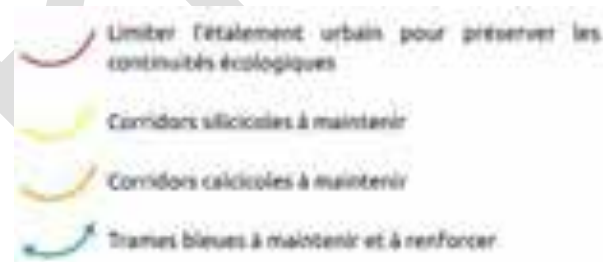 Limiter l'étalement urbain pour préserver les
continuités écologiques
Corridors silicicoles à maintenir
Corridors calcicoles à maintenir
Trames bleues à maintenir et à renforcer